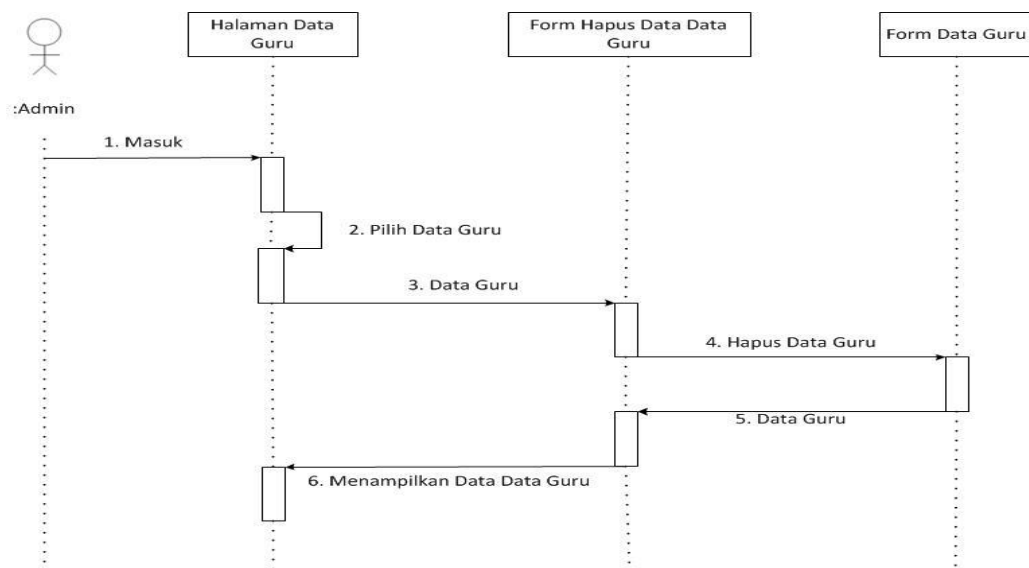 Halaman Data
Guru
Form Hapus Data Data
Guru
Form Data Guru
:Admin
1. Masuk
2. Pilih Data Guru
3. Data Guru
4. Hapus Data Guru
5. Data Guru
6. Menampilkan Data Data Guru